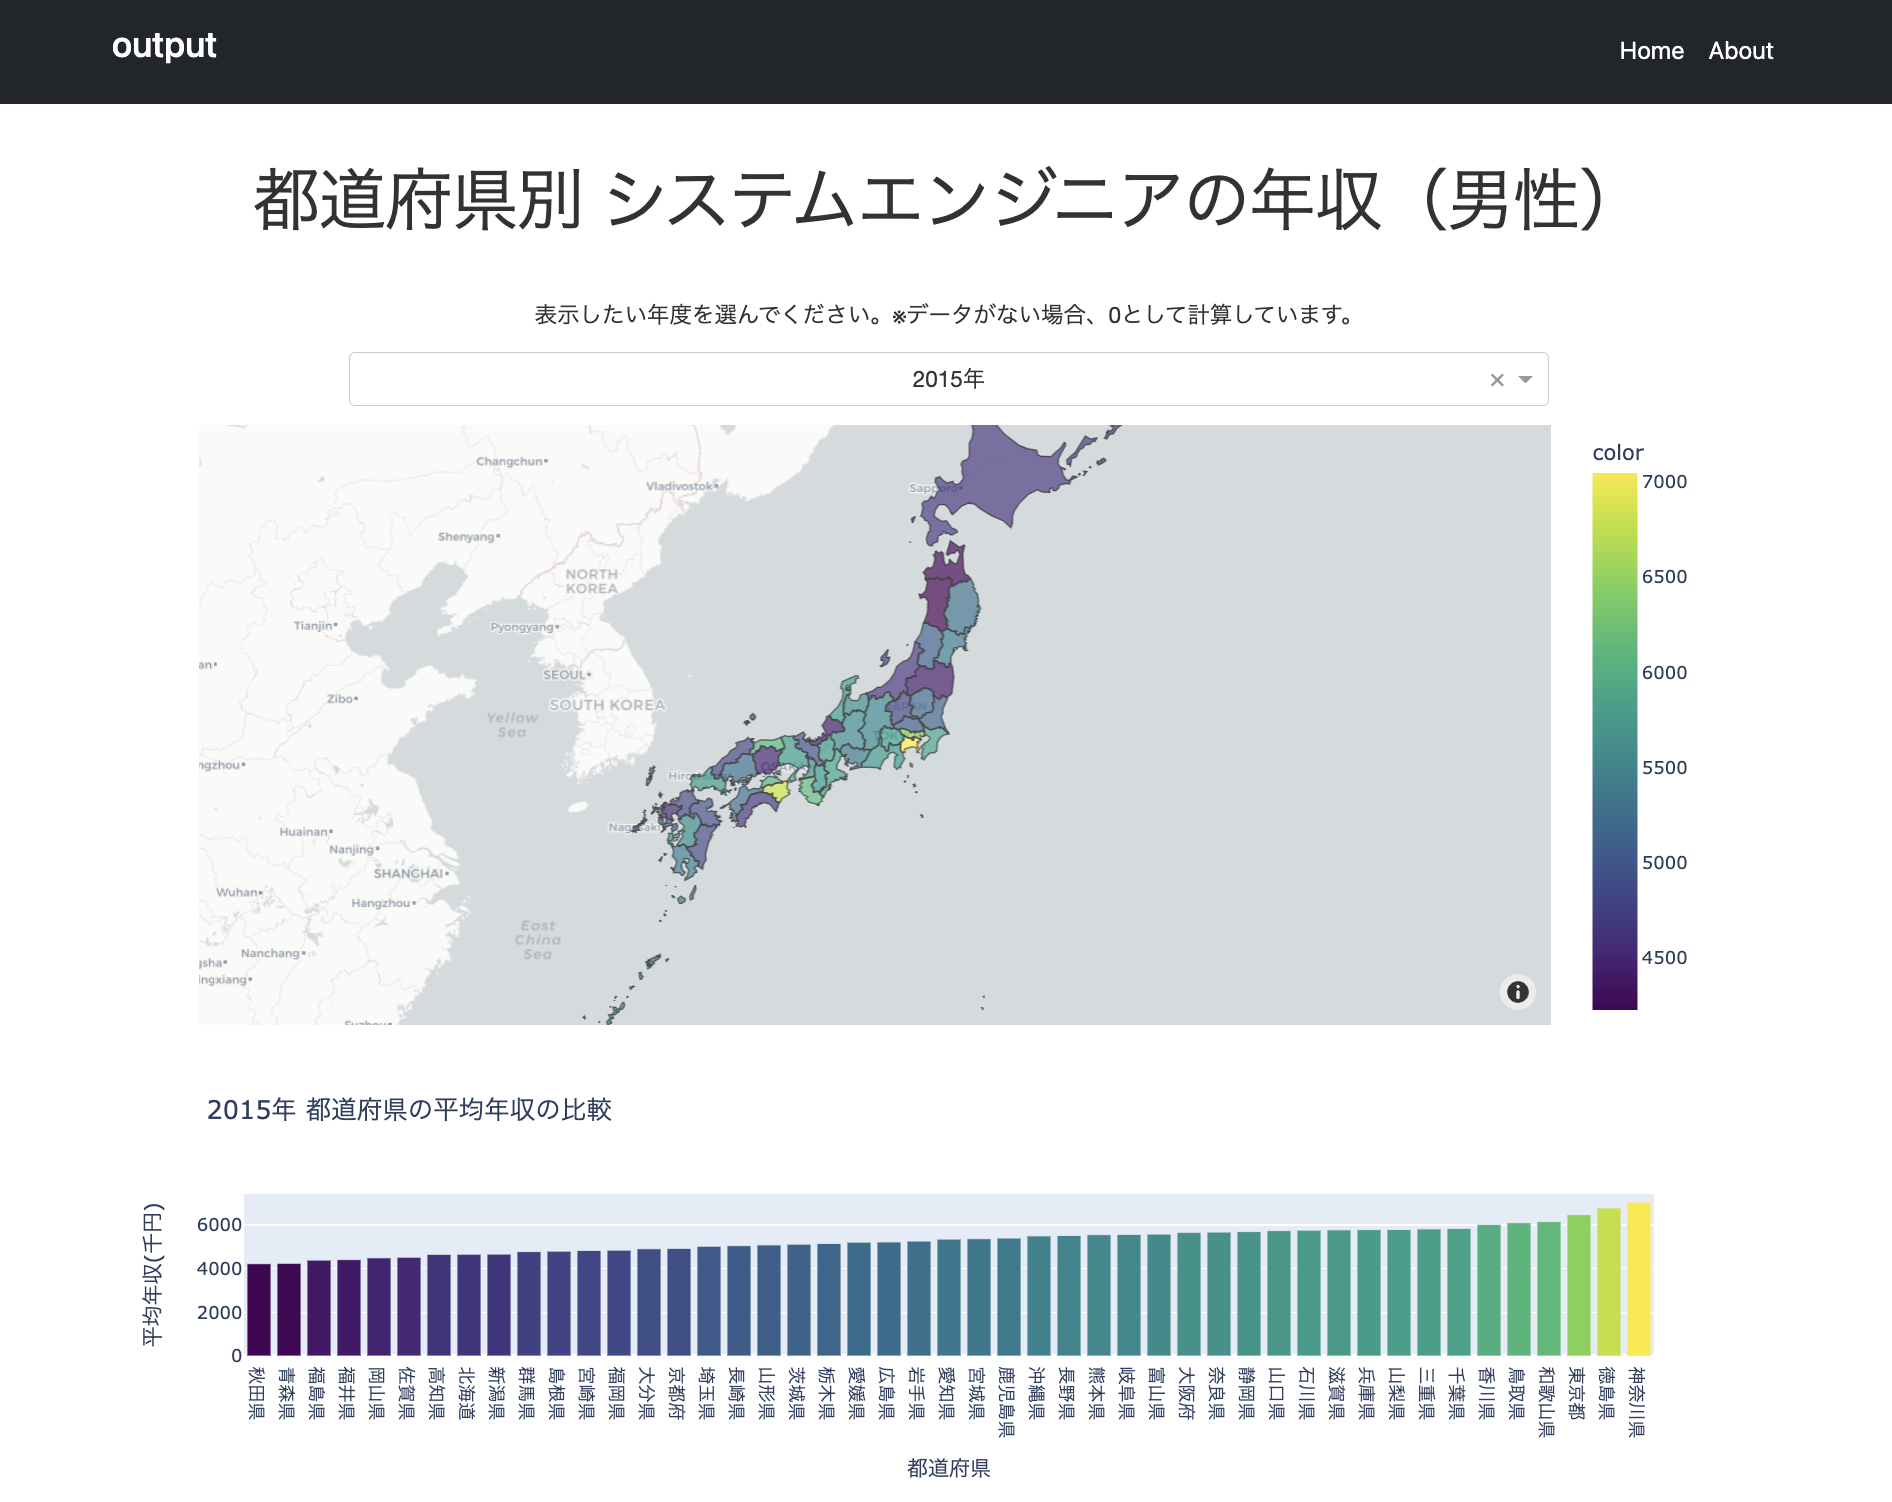 output
Home About
都道府県別 システムエンジニアの年収（男性）
表示したい年度を選んでください。※データがない場合、0として計算しています。
2015年
Changchun
Vladivostok
Sapporo
Shenyang
NORTH
KOREA
Tianjin
Pyongyang
an
SEOUL
Zibo
SOUTH KOREA
JAPAN
Yellow
Sea
ngzhou
Huainan
Nanjing
SHANGHAI
Nagasaki
Wuhan
Hangzhou
East
China
Sea
Nanchang
gsha
ingxiang
Fuzhou
color
7000
6500
6000
5500
5000
4500
2015年 都道府県の平均年収の比較
平均年収(千円)
6000
4000
2000
0
秋田県
青森県
福島県
福井県
岡山県
佐賀県
高知県
北海道
新潟県
群馬県
島根県
宮崎県
福岡県
大分県
京都府
埼玉県
長崎県
山形県
茨城県
栃木県
愛媛県
広島県
岩手県
愛知県
宮城県
鹿児島県
沖縄県
長野県
熊本県
岐阜県
富山県
大阪府
奈良県
静岡県
山口県
石川県
滋賀県
兵庫県
山梨県
三重県
千葉県
香川県
鳥取県
和歌山県
東京都
徳島県
神奈川県
都道府県